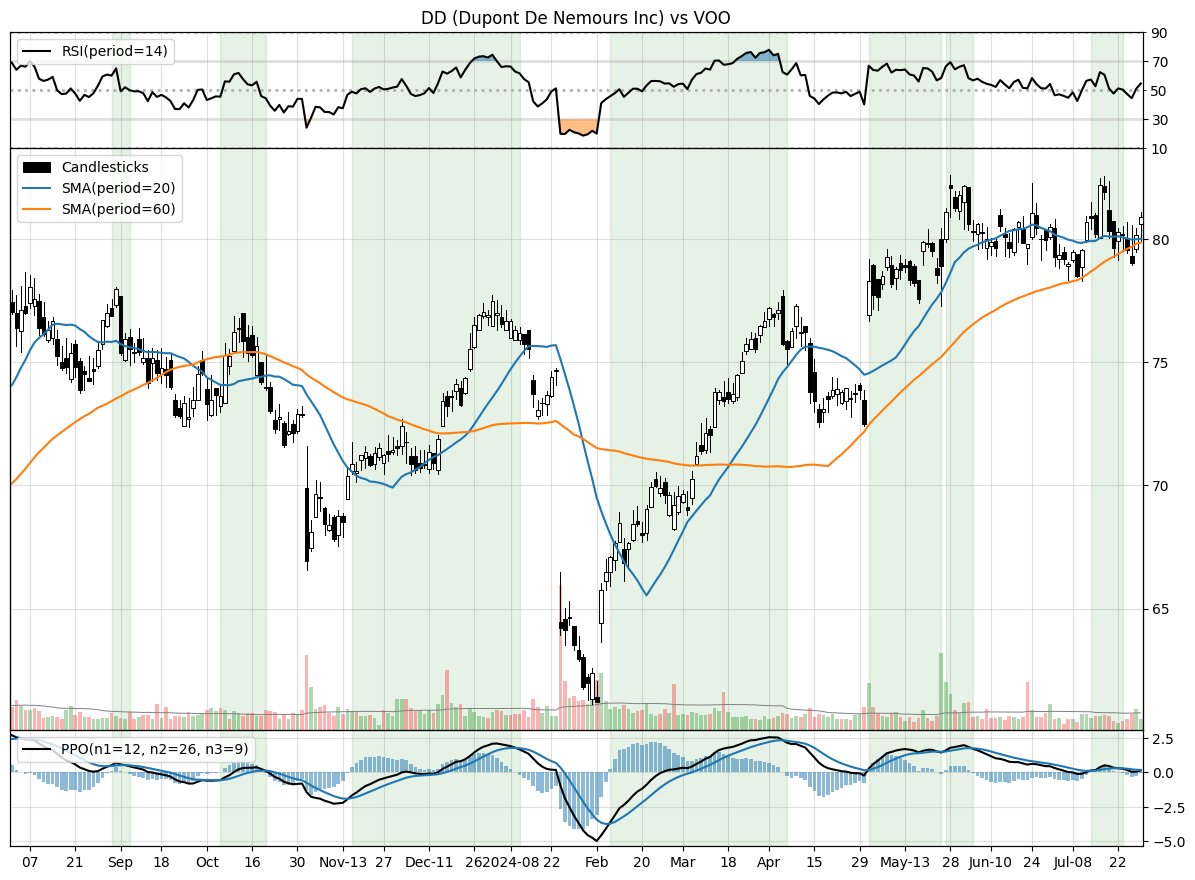 DD (Dupont De Nemours Inc) vs VOO
RSI(period=14)
90
70
50
30
10
Candlesticks
SMA(period=20)
SMA(period=60)
80
75
70
65
PPO(n1=12, n2=26, n3=9)
2.5
0.0
−2.5
−5.0
07 21 Sep 18 Oct 16 30 Nov-13 27 Dec-11 26 2024-08 22 Feb 20 Mar 18 Apr 15 29 May-13 28 Jun-10 24 Jul-08 22